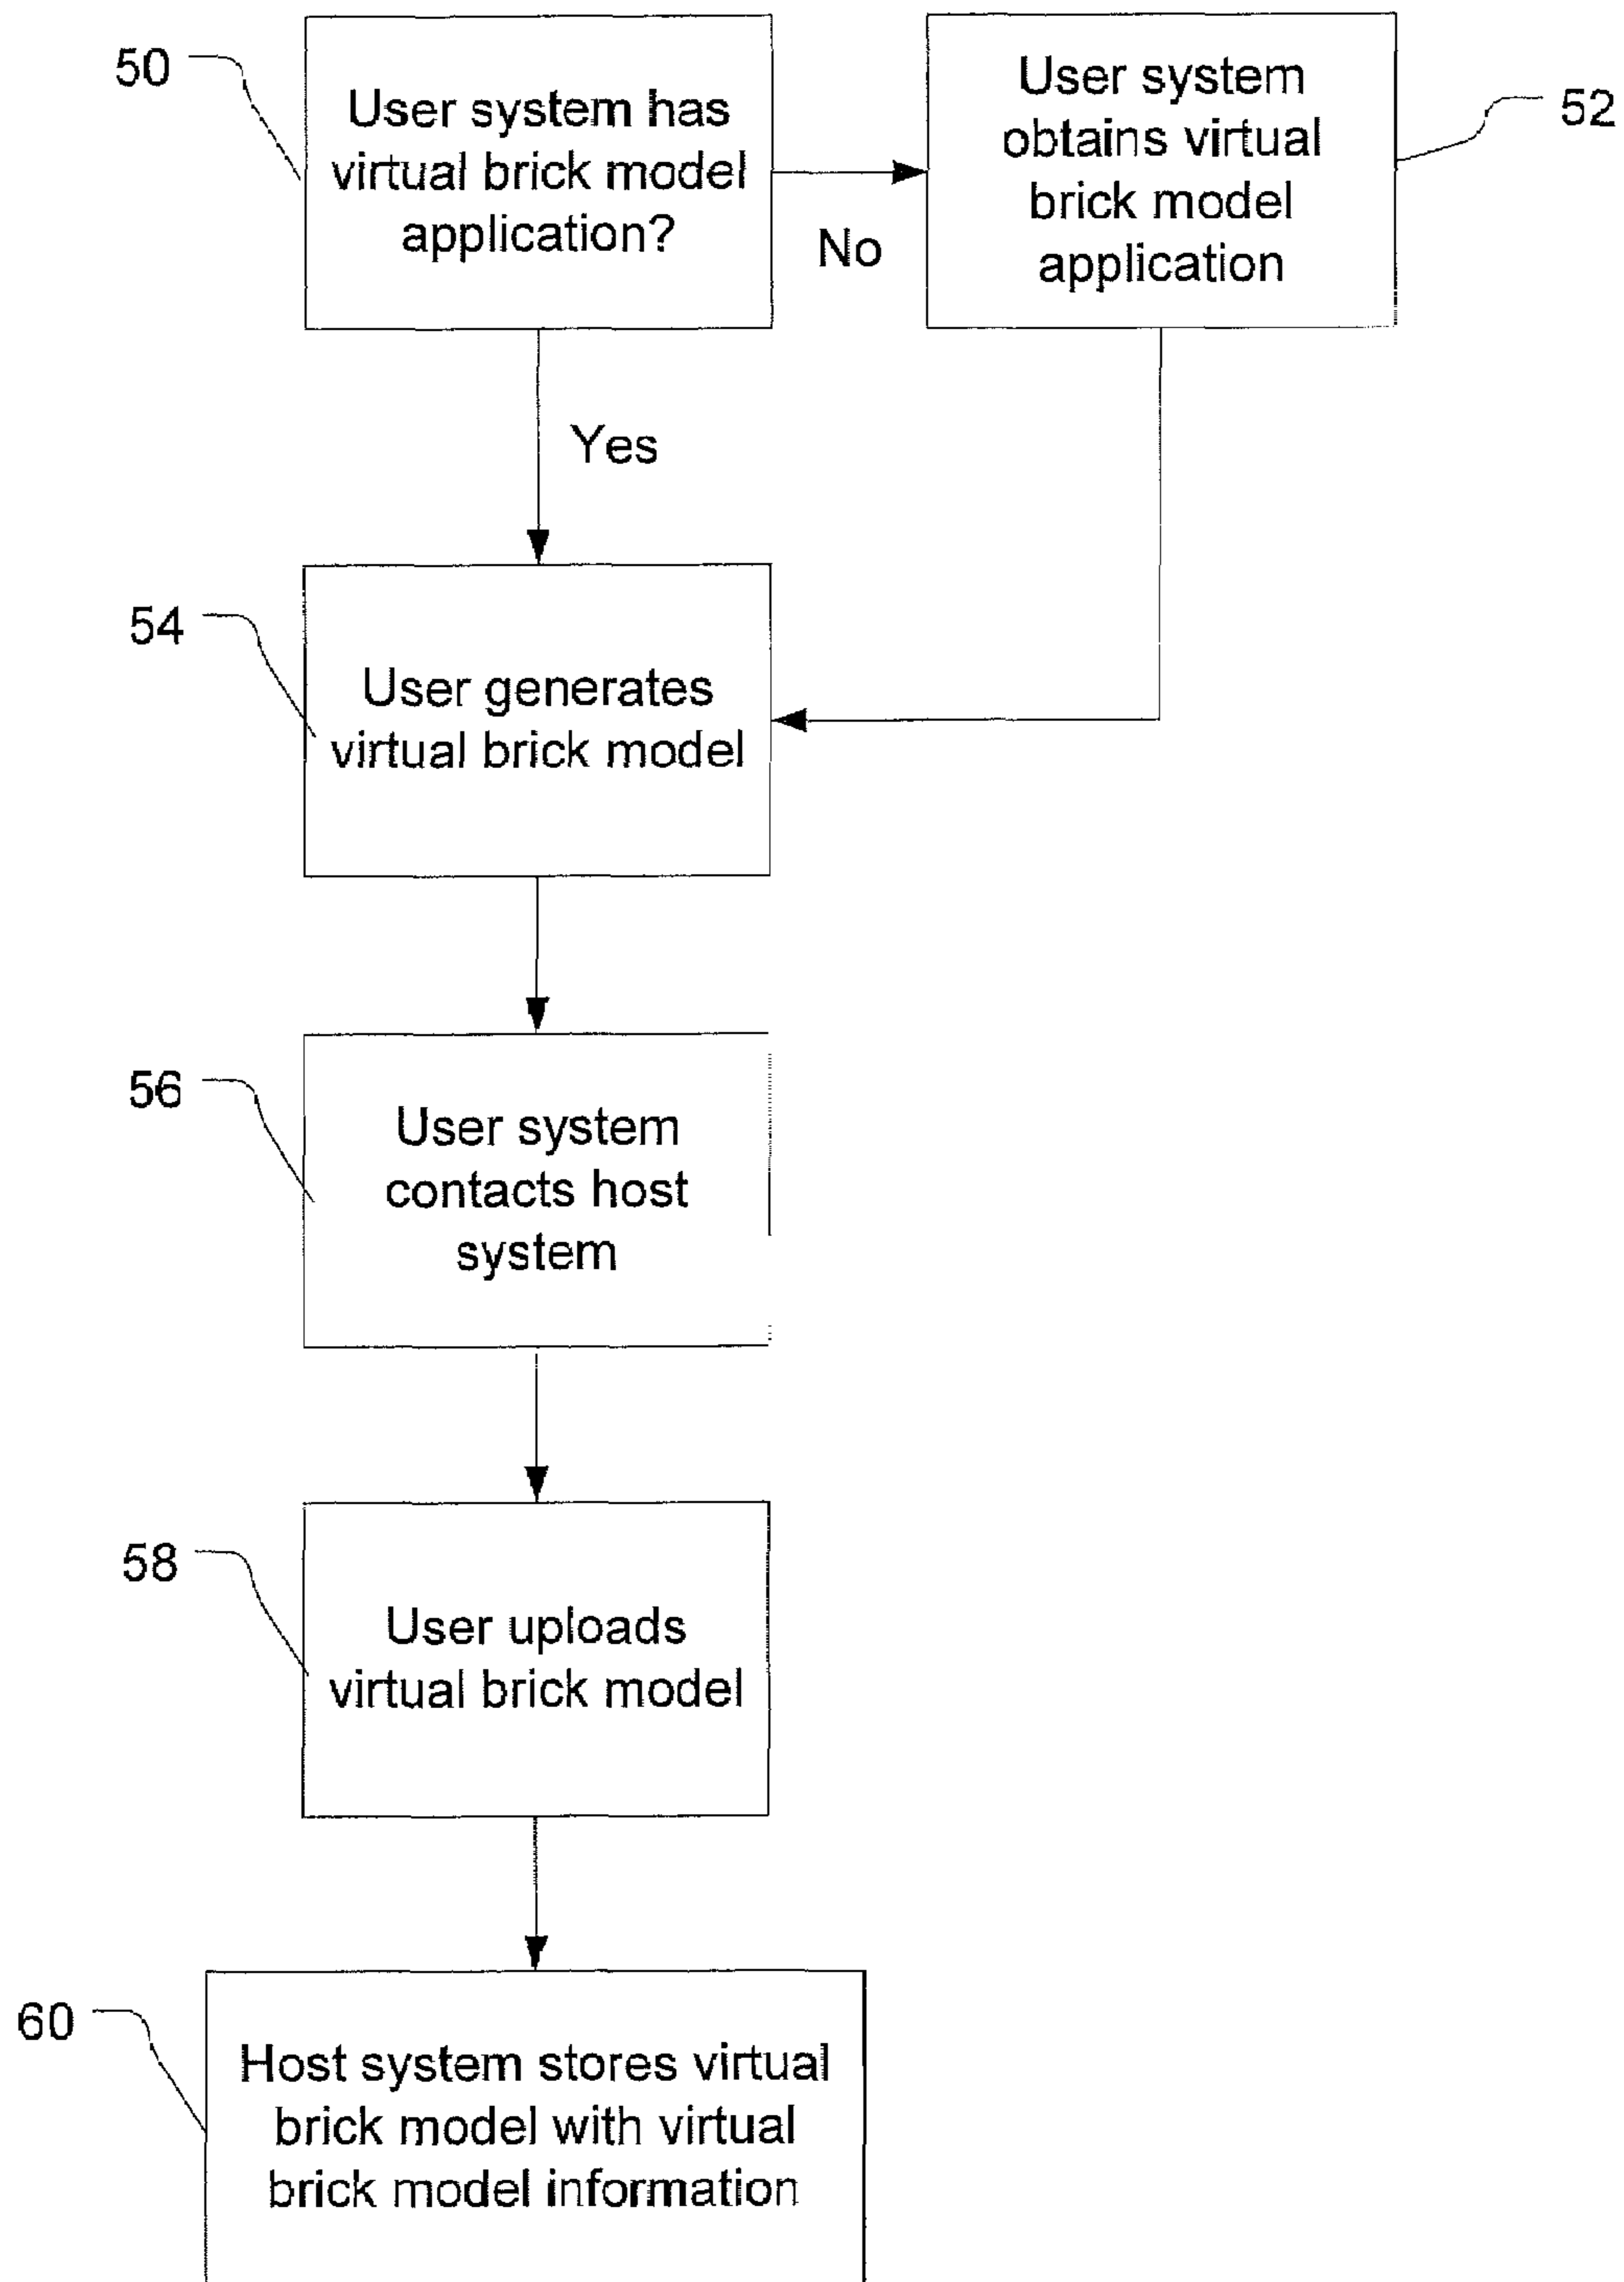 50
User system has
virtual brick model
application?
No
User system
obtains virtual
brick model
application
52
Yes
54
User generates
virtual brick model
56
User system
contacts host
system
58
User uploads
virtual brick model
60
Host system stores virtual
brick model with virtual
brick model information